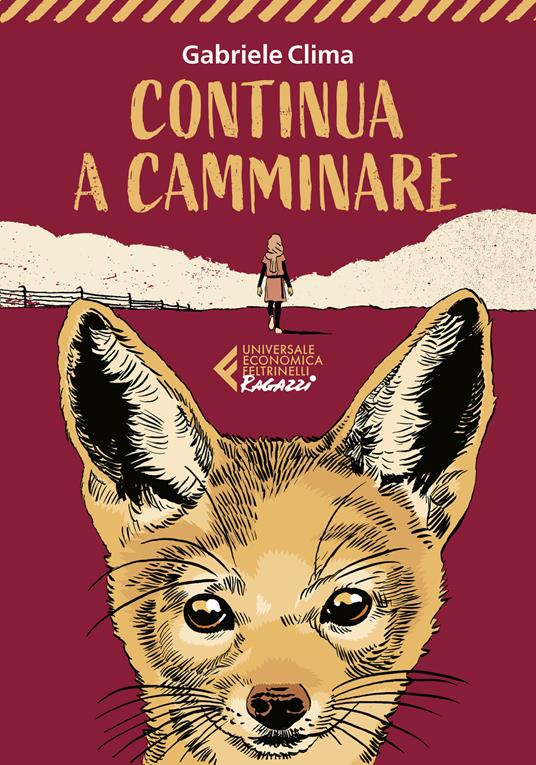 Gabriele Clima
CONTINUA
A CAMMINARE
UNIVERSALE
ECONOMICA
FELTRINELLI
RAGAZZI